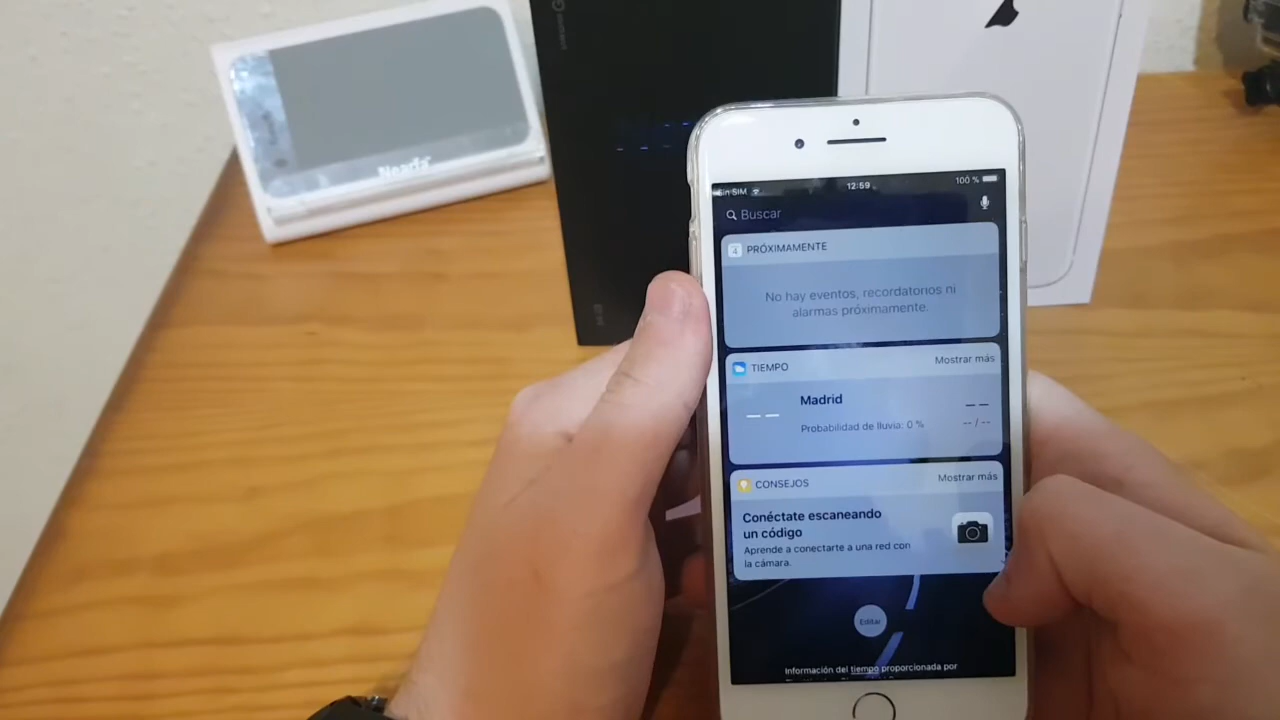 Nearfa
Sin SIM
12:59
100 %
Buscar
4
PRÓXIMAMENTE
No hay eventos, recordatorios ni
alarmas próximamente.
TIEMPO
Mostrar más
Madrid
-- --
-- --
Probabilidad de lluvia: 0 %
-- / --
CONSEJOS
Mostrar más
Conéctate escaneando
un código
Aprende a conectarte a una red con
la cámara.
Editar
Información del tiempo proporcionada por